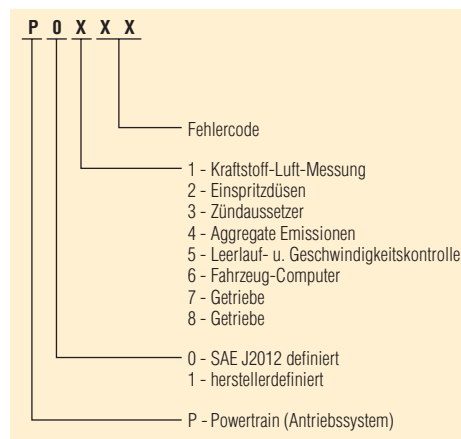 P 0 X X X
Fehlercode
1 - Kraftstoff-Luft-Messung
2 - Einspritzdüsen
3 - Zündaussetzer
4 - Aggregate Emissionen
5 - Leerlauf- u. Geschwindigkeitskontrolle
6 - Fahrzeug-Computer
7 - Getriebe
8 - Getriebe
0 - SAE J2012 definiert
1 - herstellerdefiniert
P - Powertrain (Antriebssystem)